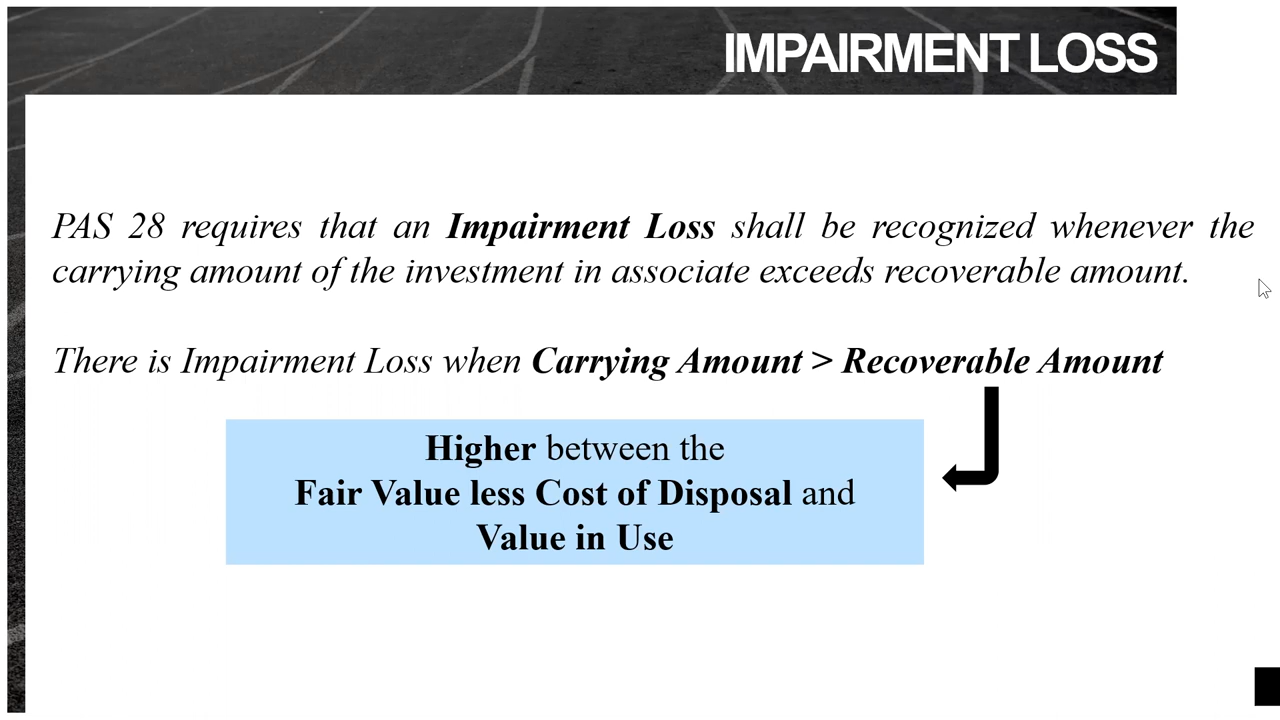 IMPAIRMENT LOSS
PAS 28 requires that an Impairment Loss shall be recognized whenever the
carrying amount of the investment in associate exceeds recoverable amount.
There is Impairment Loss when Carrying Amount > Recoverable Amount
Higher between the
Fair Value less Cost of Disposal and
Value in Use